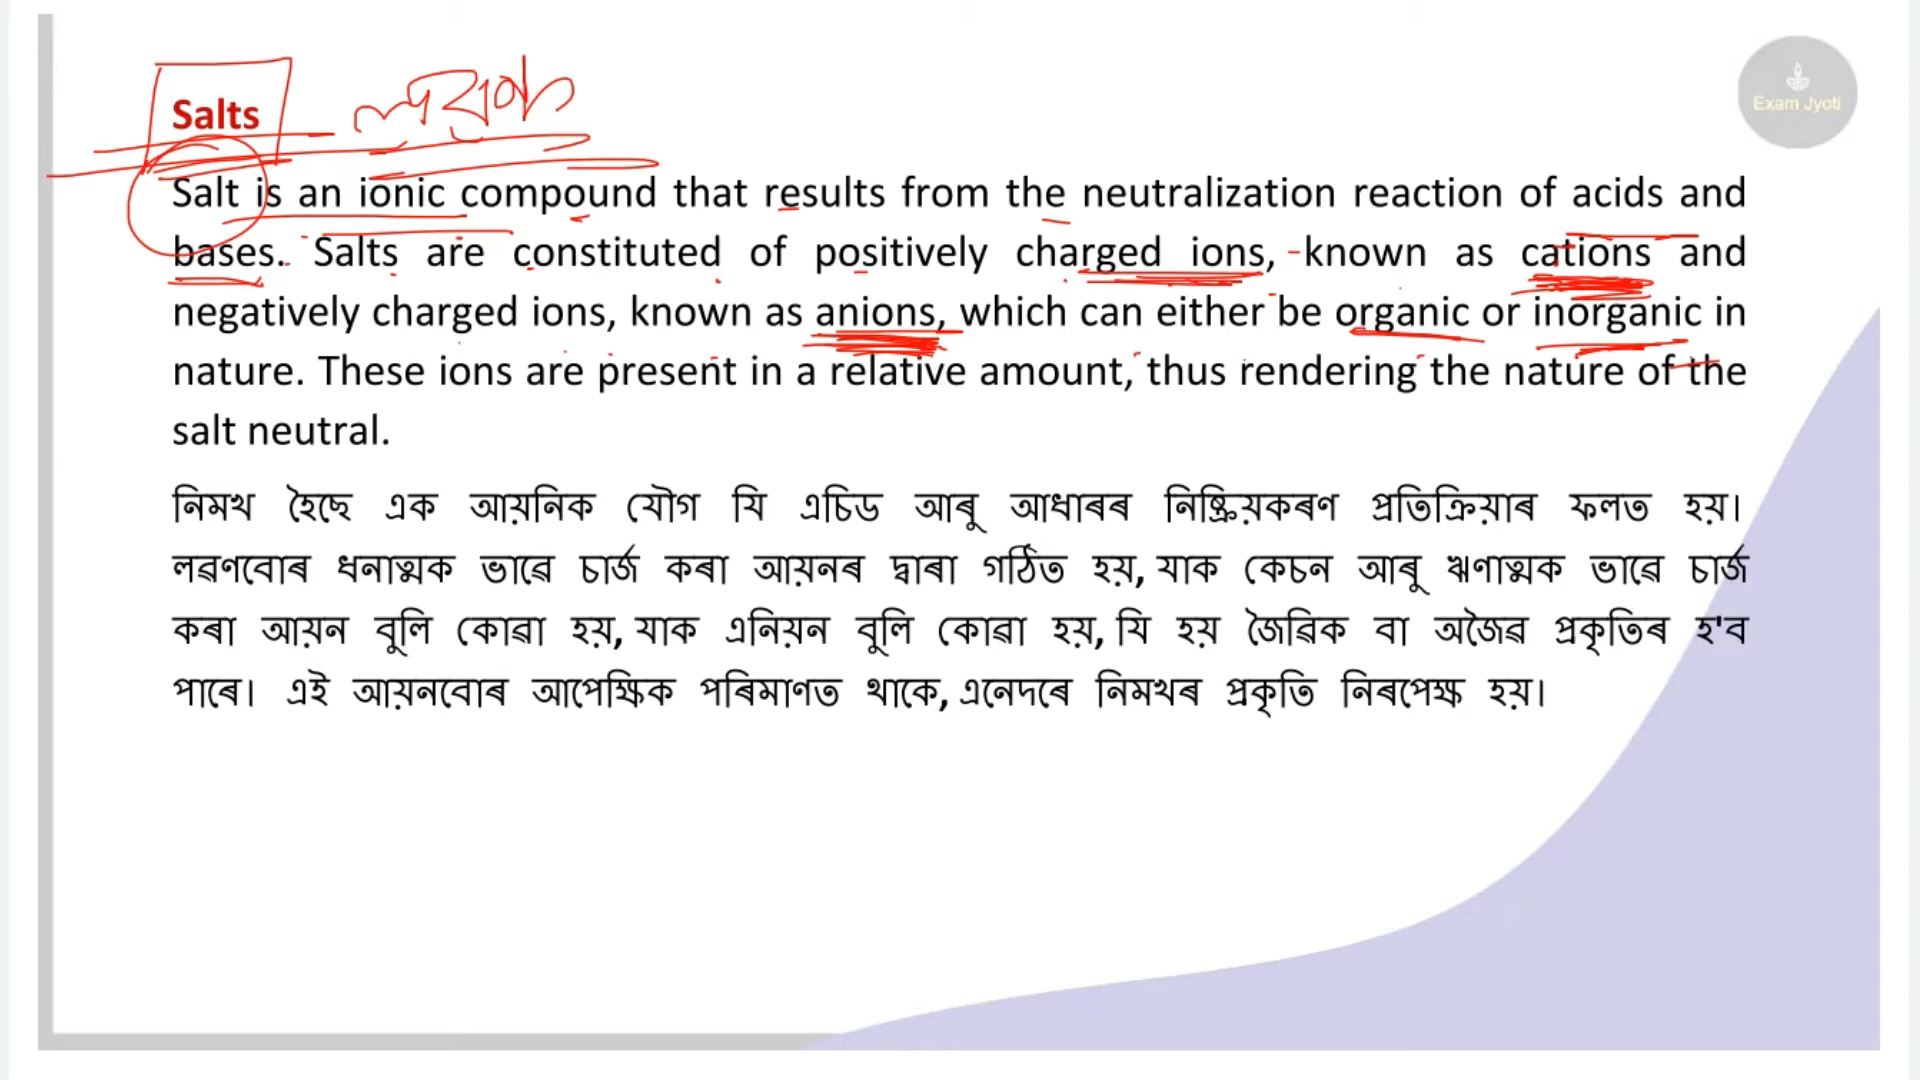 Salts লবণ
Exam Jyoti
Salt is an ionic compound that results from the neutralization reaction of acids and
bases. Salts are constituted of positively charged ions, known as cations and
negatively charged ions, known as anions, which can either be organic or inorganic in
nature. These ions are present in a relative amount, thus rendering the nature of the
salt neutral.
নিমখ হৈছে এক আয়নিক যৌগ যি এচিড আৰু আধাৰৰ নিষ্ক্ৰিয়কৰণ প্ৰতিক্ৰিয়াৰ ফলত হয়।
লৱণবোৰ ধনাত্মক ভাৱে চাৰ্জ কৰা আয়নৰ দ্বাৰা গঠিত হয়, যাক কেচন আৰু ঋণাত্মক ভাৱে চাৰ্জ
কৰা আয়ন বুলি কোৱা হয়, যাক এনিয়ন বুলি কোৱা হয়, যি হয় জৈৱিক বা অজৈৱ প্ৰকৃতিৰ হ'ব
পাৰে। এই আয়নবোৰ আপেক্ষিক পৰিমাণত থাকে, এনেদৰে নিমখৰ প্ৰকৃতি নিৰপেক্ষ হয়।